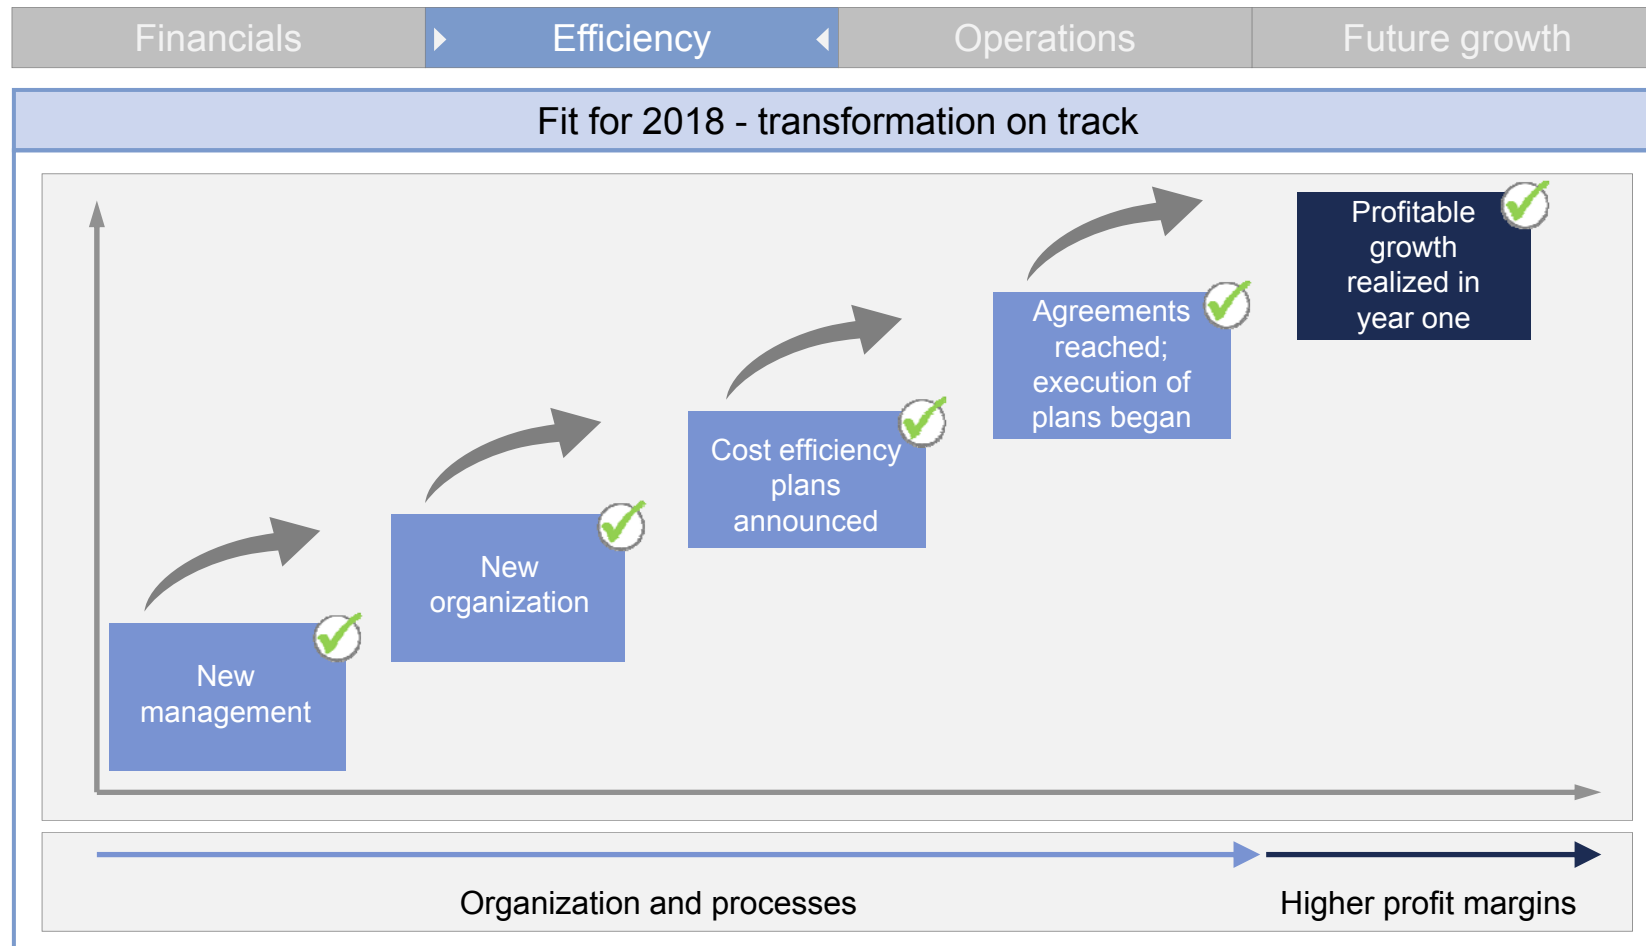 Financials
Efficiency
Operations
Future growth
Fit for 2018 - transformation on track
Profitable
growth
realized in
year one
Agreements
reached;
execution of
plans began
Cost efficiency
plans
announced
New
organization
New
management
Organization and processes
Higher profit margins